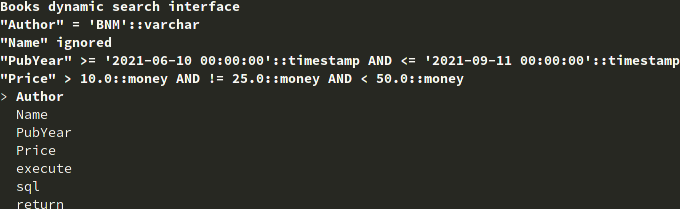 Books dynamic search interface
"Author" = 'BNM'::varchar
"Name" ignored
"PubYear" >= '2021-06-10 00:00:00'::timestamp AND <= '2021-09-11 00:00:00'::timestamp
"Price" > 10.0::money AND != 25.0::money AND < 50.0::money
> Author
Name
PubYear
Price
execute
sql
return